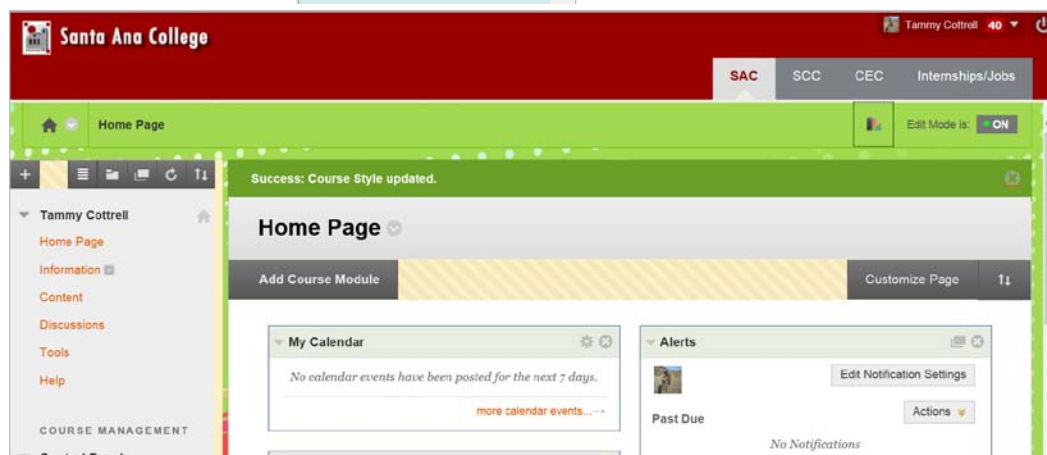 Santa Ana College
Tammy Cottrell 40
SAC SCC CEC Internships/Jobs
Home Page
Edit Mode is: ON
Success: Course Style updated.
Tammy Cottrell
Home Page
Information
Content
Discussions
Tools
Help
COURSE MANAGEMENT
Home Page
Add Course Module
Customize Page
My Calendar
No calendar events have been posted for the next 7 days.
more calendar events...
Alerts
Edit Notification Settings
Past Due
Actions
No Notifications